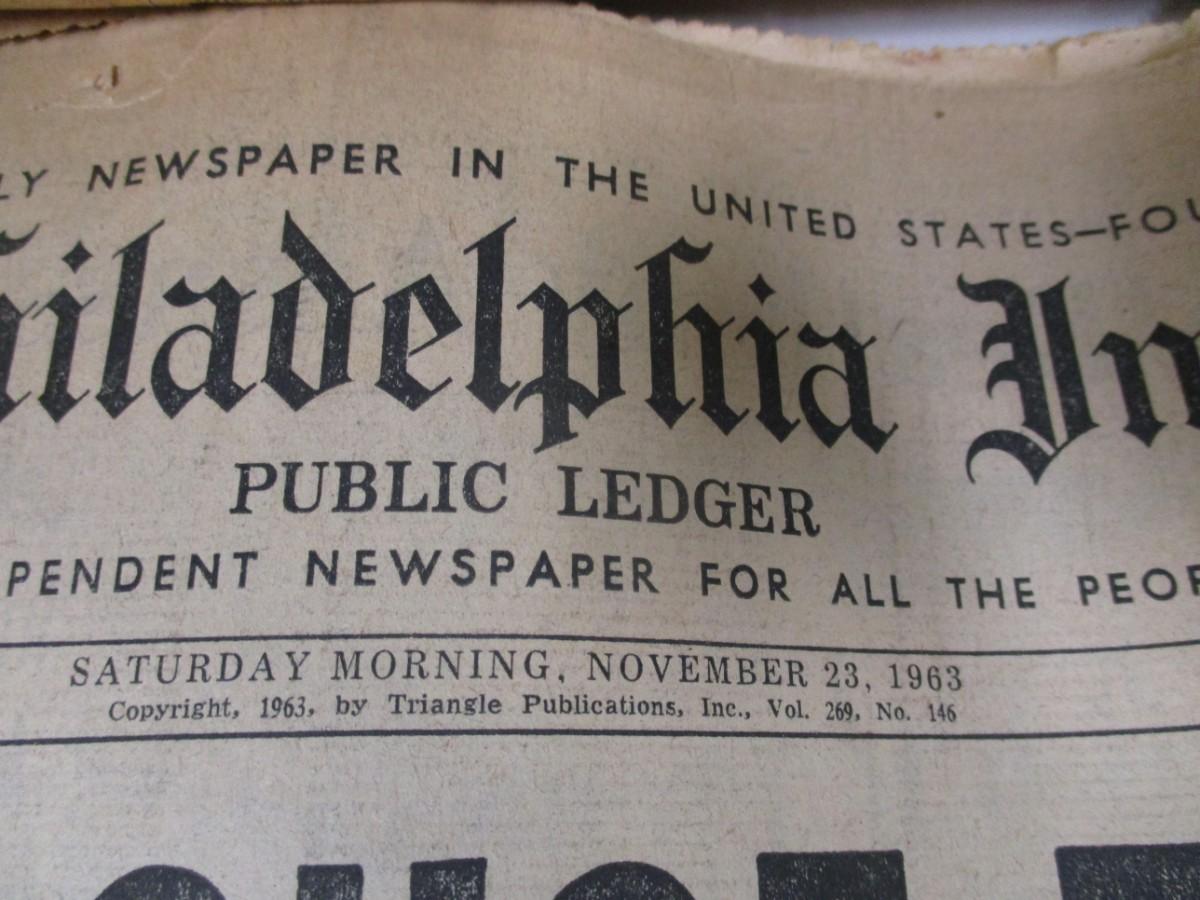 LY NEWSPAPER IN THE UNITED STATES—FOU
hiladelphia In
PUBLIC LEDGER
PENDENT NEWSPAPER FOR ALL THE PEOP
SATURDAY MORNING, NOVEMBER 23, 1963
Copyright, 1963, by Triangle Publications, Inc., Vol. 269, No. 146